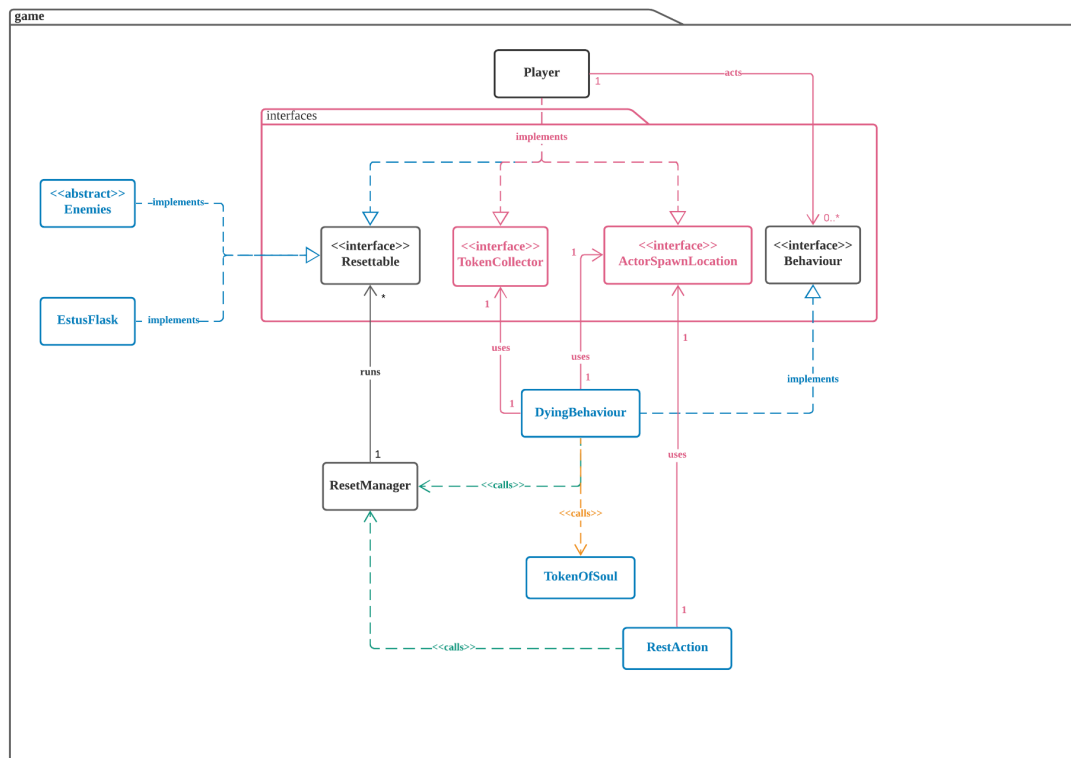 game
Player
1
acts
interfaces
implements
<<abstract>>
Enemies
implements
0..*
<<interface>>
Resettable
<<interface>>
TokenCollector
<<interface>>
ActorSpawnLocation
<<interface>>
Behaviour
1
*
1
EstusFlask
implements
1
uses
uses
runs
1
implements
1
DyingBehaviour
1
uses
ResetManager
<<calls>>
<<calls>>
TokenOfSoul
1
<<calls>>
RestAction